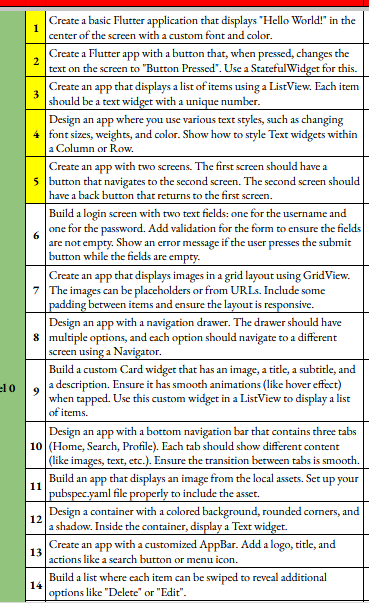 1
Create a basic Flutter application that displays "Hello World!" in the
center of the screen with a custom font and color.
2
Create a Flutter app with a button that, when pressed, changes the
text on the screen to "Button Pressed". Use a StatefulWidget for this.
3
Create an app that displays a list of items using a ListView. Each item
should be a text widget with a unique number.
4
Design an app where you use various text styles, such as changing
font sizes, weights, and color. Show how to style Text widgets within
a Column or Row.
5
Create an app with two screens. The first screen should have a
button that navigates to the second screen. The second screen should
have a back button that returns to the first screen.
6
Build a login screen with two text fields: one for the username and
one for the password. Add validation for the form to ensure the fields
are not empty. Show an error message if the user presses the submit
button while the fields are empty.
7
Create an app that displays images in a grid layout using GridView.
The images can be placeholders or from URLs. Include some
padding between items and ensure the layout is responsive.
8
Design an app with a navigation drawer. The drawer should have
multiple options, and each option should navigate to a different
screen using a Navigator.
el 0
9
Build a custom Card widget that has an image, a title, a subtitle, and
a description. Ensure it has smooth animations (like hover effect)
when tapped. Use this custom widget in a ListView to display a list
of items.
10
Design an app with a bottom navigation bar that contains three tabs
(Home, Search, Profile). Each tab should show different content
(like images, text, etc.). Ensure the transition between tabs is smooth.
11
Build an app that displays an image from the local assets. Set up your
pubspec.yaml file properly to include the asset.
12
Design a container with a colored background, rounded corners, and
a shadow. Inside the container, display a Text widget.
13
Create an app with a customized AppBar. Add a logo, title, and
actions like a search button or menu icon.
14
Build a list where each item can be swiped to reveal additional
options like "Delete" or "Edit".